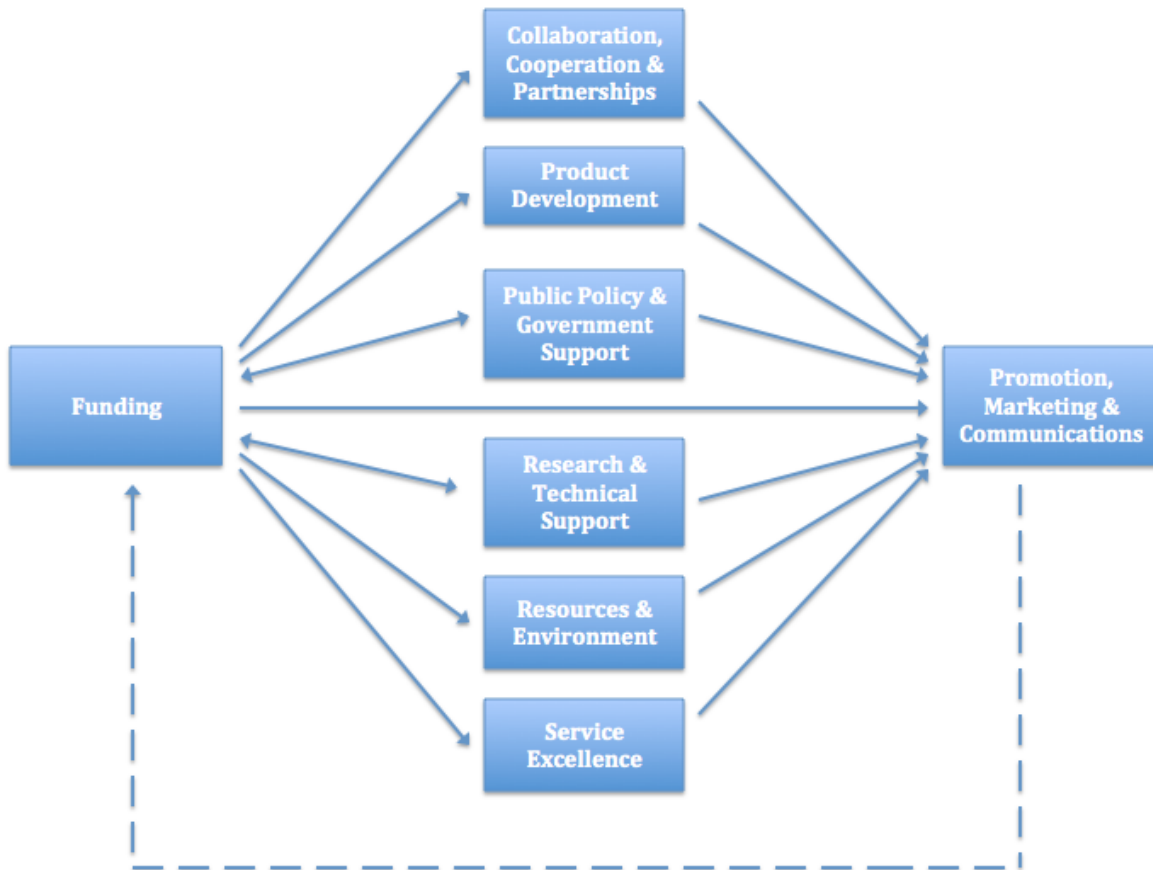 Collaboration,
Cooperation &
Partnerships
Product
Development
Public Policy &
Government
Support
Funding
Promotion,
Marketing &
Communications
Research &
Technical
Support
Resources &
Environment
Service
Excellence